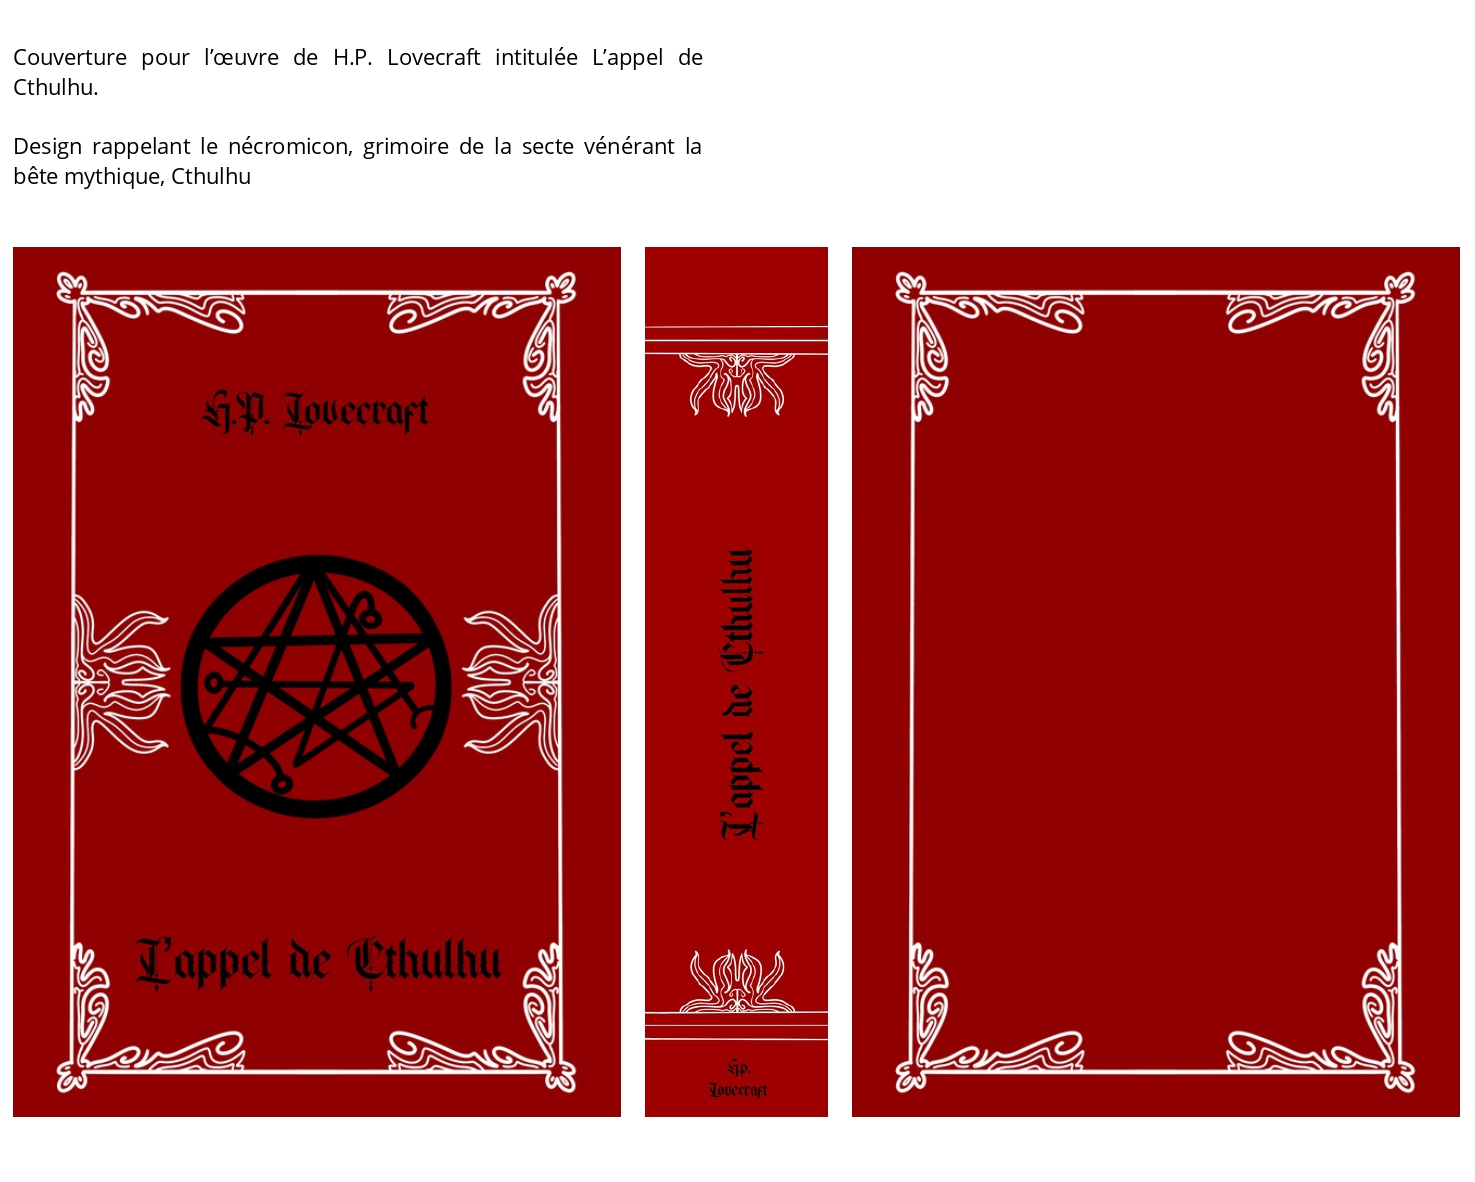 Couverture pour l’œuvre de H.P. Lovecraft intitulée L’appel de
Cthulhu.
Design rappelant le nécromicon, grimoire de la secte vénérant la
bête mythique, Cthulhu
H.P. Lovecraft
L’appel de Cthulhu
L’appel de Cthulhu
H.P.
Lovecraft